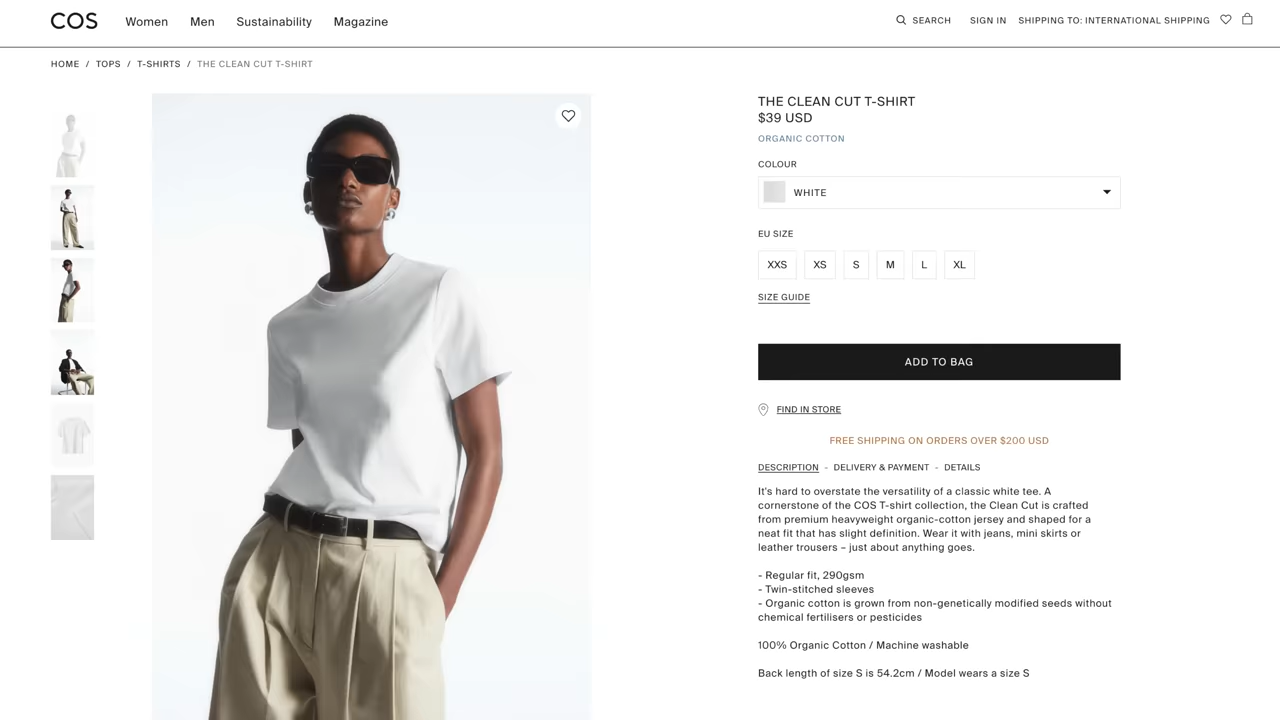 COS Women Men Sustainability Magazine SEARCH SIGN IN SHIPPING TO: INTERNATIONAL SHIPPING
HOME / TOPS / T-SHIRTS / THE CLEAN CUT T-SHIRT
THE CLEAN CUT T-SHIRT
$39 USD
ORGANIC COTTON
COLOUR
WHITE
EU SIZE
XXS XS S M L XL
SIZE GUIDE
ADD TO BAG
FIND IN STORE
FREE SHIPPING ON ORDERS OVER $200 USD
DESCRIPTION - DELIVERY & PAYMENT - DETAILS
It's hard to overstate the versatility of a classic white tee. A
cornerstone of the COS T-shirt collection, the Clean Cut is crafted
from premium heavyweight organic-cotton jersey and shaped for a
neat fit that has slight definition. Wear it with jeans, mini skirts or
leather trousers – just about anything goes.
- Regular fit, 290gsm
- Twin-stitched sleeves
- Organic cotton is grown from non-genetically modified seeds without
chemical fertilisers or pesticides
100% Organic Cotton / Machine washable
Back length of size S is 54.2cm / Model wears a size S